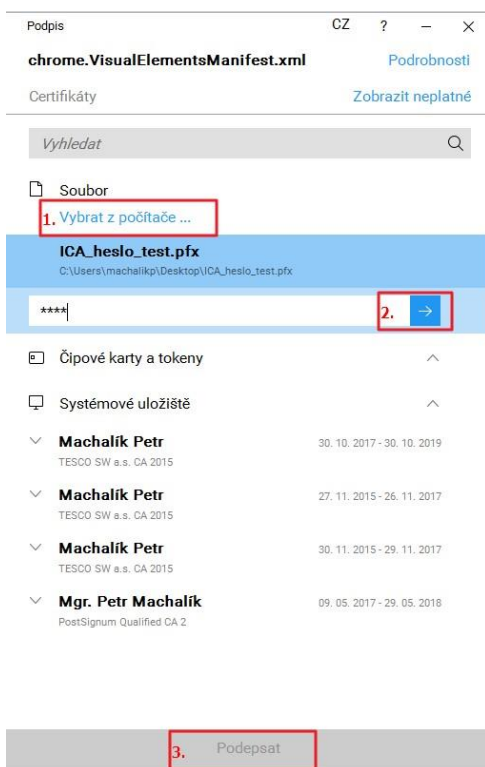 Podpis CZ ? – ×
chrome.VisualElementsManifest.xml Podrobnosti
Certifikáty Zobrazit neplatné
Vyhledat
Soubor
1. Vybrat z počítače ...
ICA_heslo_test.pfx
C:\Users\machalikp\Desktop\ICA_heslo_test.pfx
**** 2. →
Čipové karty a tokeny
Systémové uložiště
Machalík Petr 30. 10. 2017 - 30. 10. 2019
TESCO SW a.s. CA 2015
Machalík Petr 27. 11. 2015 - 26. 11. 2017
TESCO SW a.s. CA 2015
Machalík Petr 30. 11. 2015 - 29. 11. 2017
TESCO SW a.s. CA 2015
Mgr. Petr Machalík 09. 05. 2017 - 29. 05. 2018
PostSignum Qualified CA 2
3. Podepsat